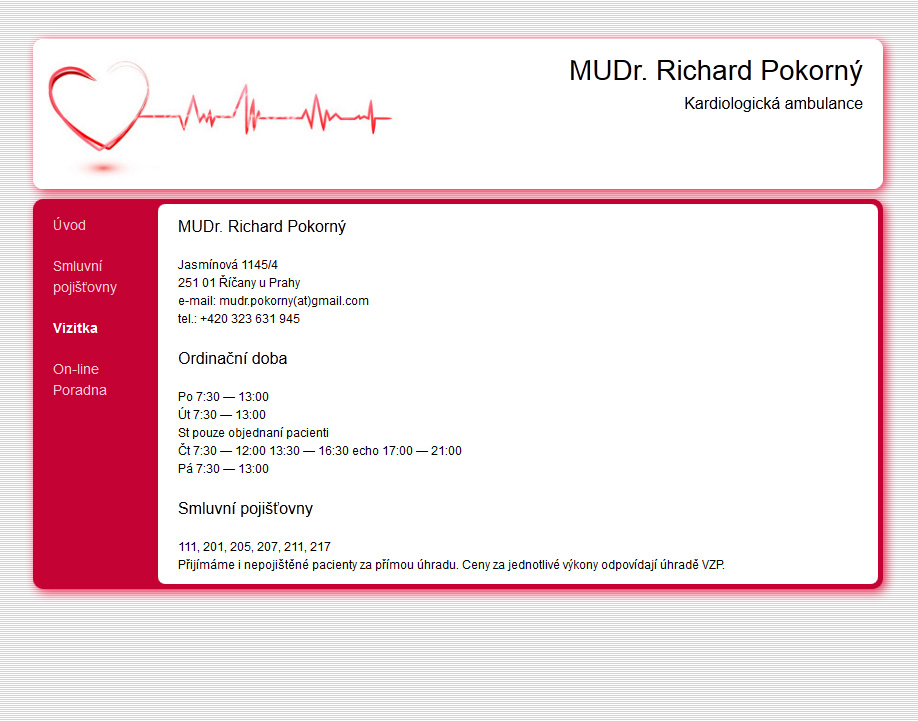 MUDr. Richard Pokorný
Kardiologická ambulance
Úvod
Smluvní
pojišťovny
Vizitka
On-line
Poradna
MUDr. Richard Pokorný
Jasmínová 1145/4
251 01 Říčany u Prahy
e-mail: mudr.pokorny(at)gmail.com
tel.: +420 323 631 945
Ordinační doba
Po 7:30 — 13:00
Út 7:30 — 13:00
St pouze objednaní pacienti
Čt 7:30 — 12:00 13:30 — 16:30 echo 17:00 — 21:00
Pá 7:30 — 13:00
Smluvní pojišťovny
111, 201, 205, 207, 211, 217
Přijímáme i nepojištěné pacienty za přímou úhradu. Ceny za jednotlivé výkony odpovídají úhradě VZP.